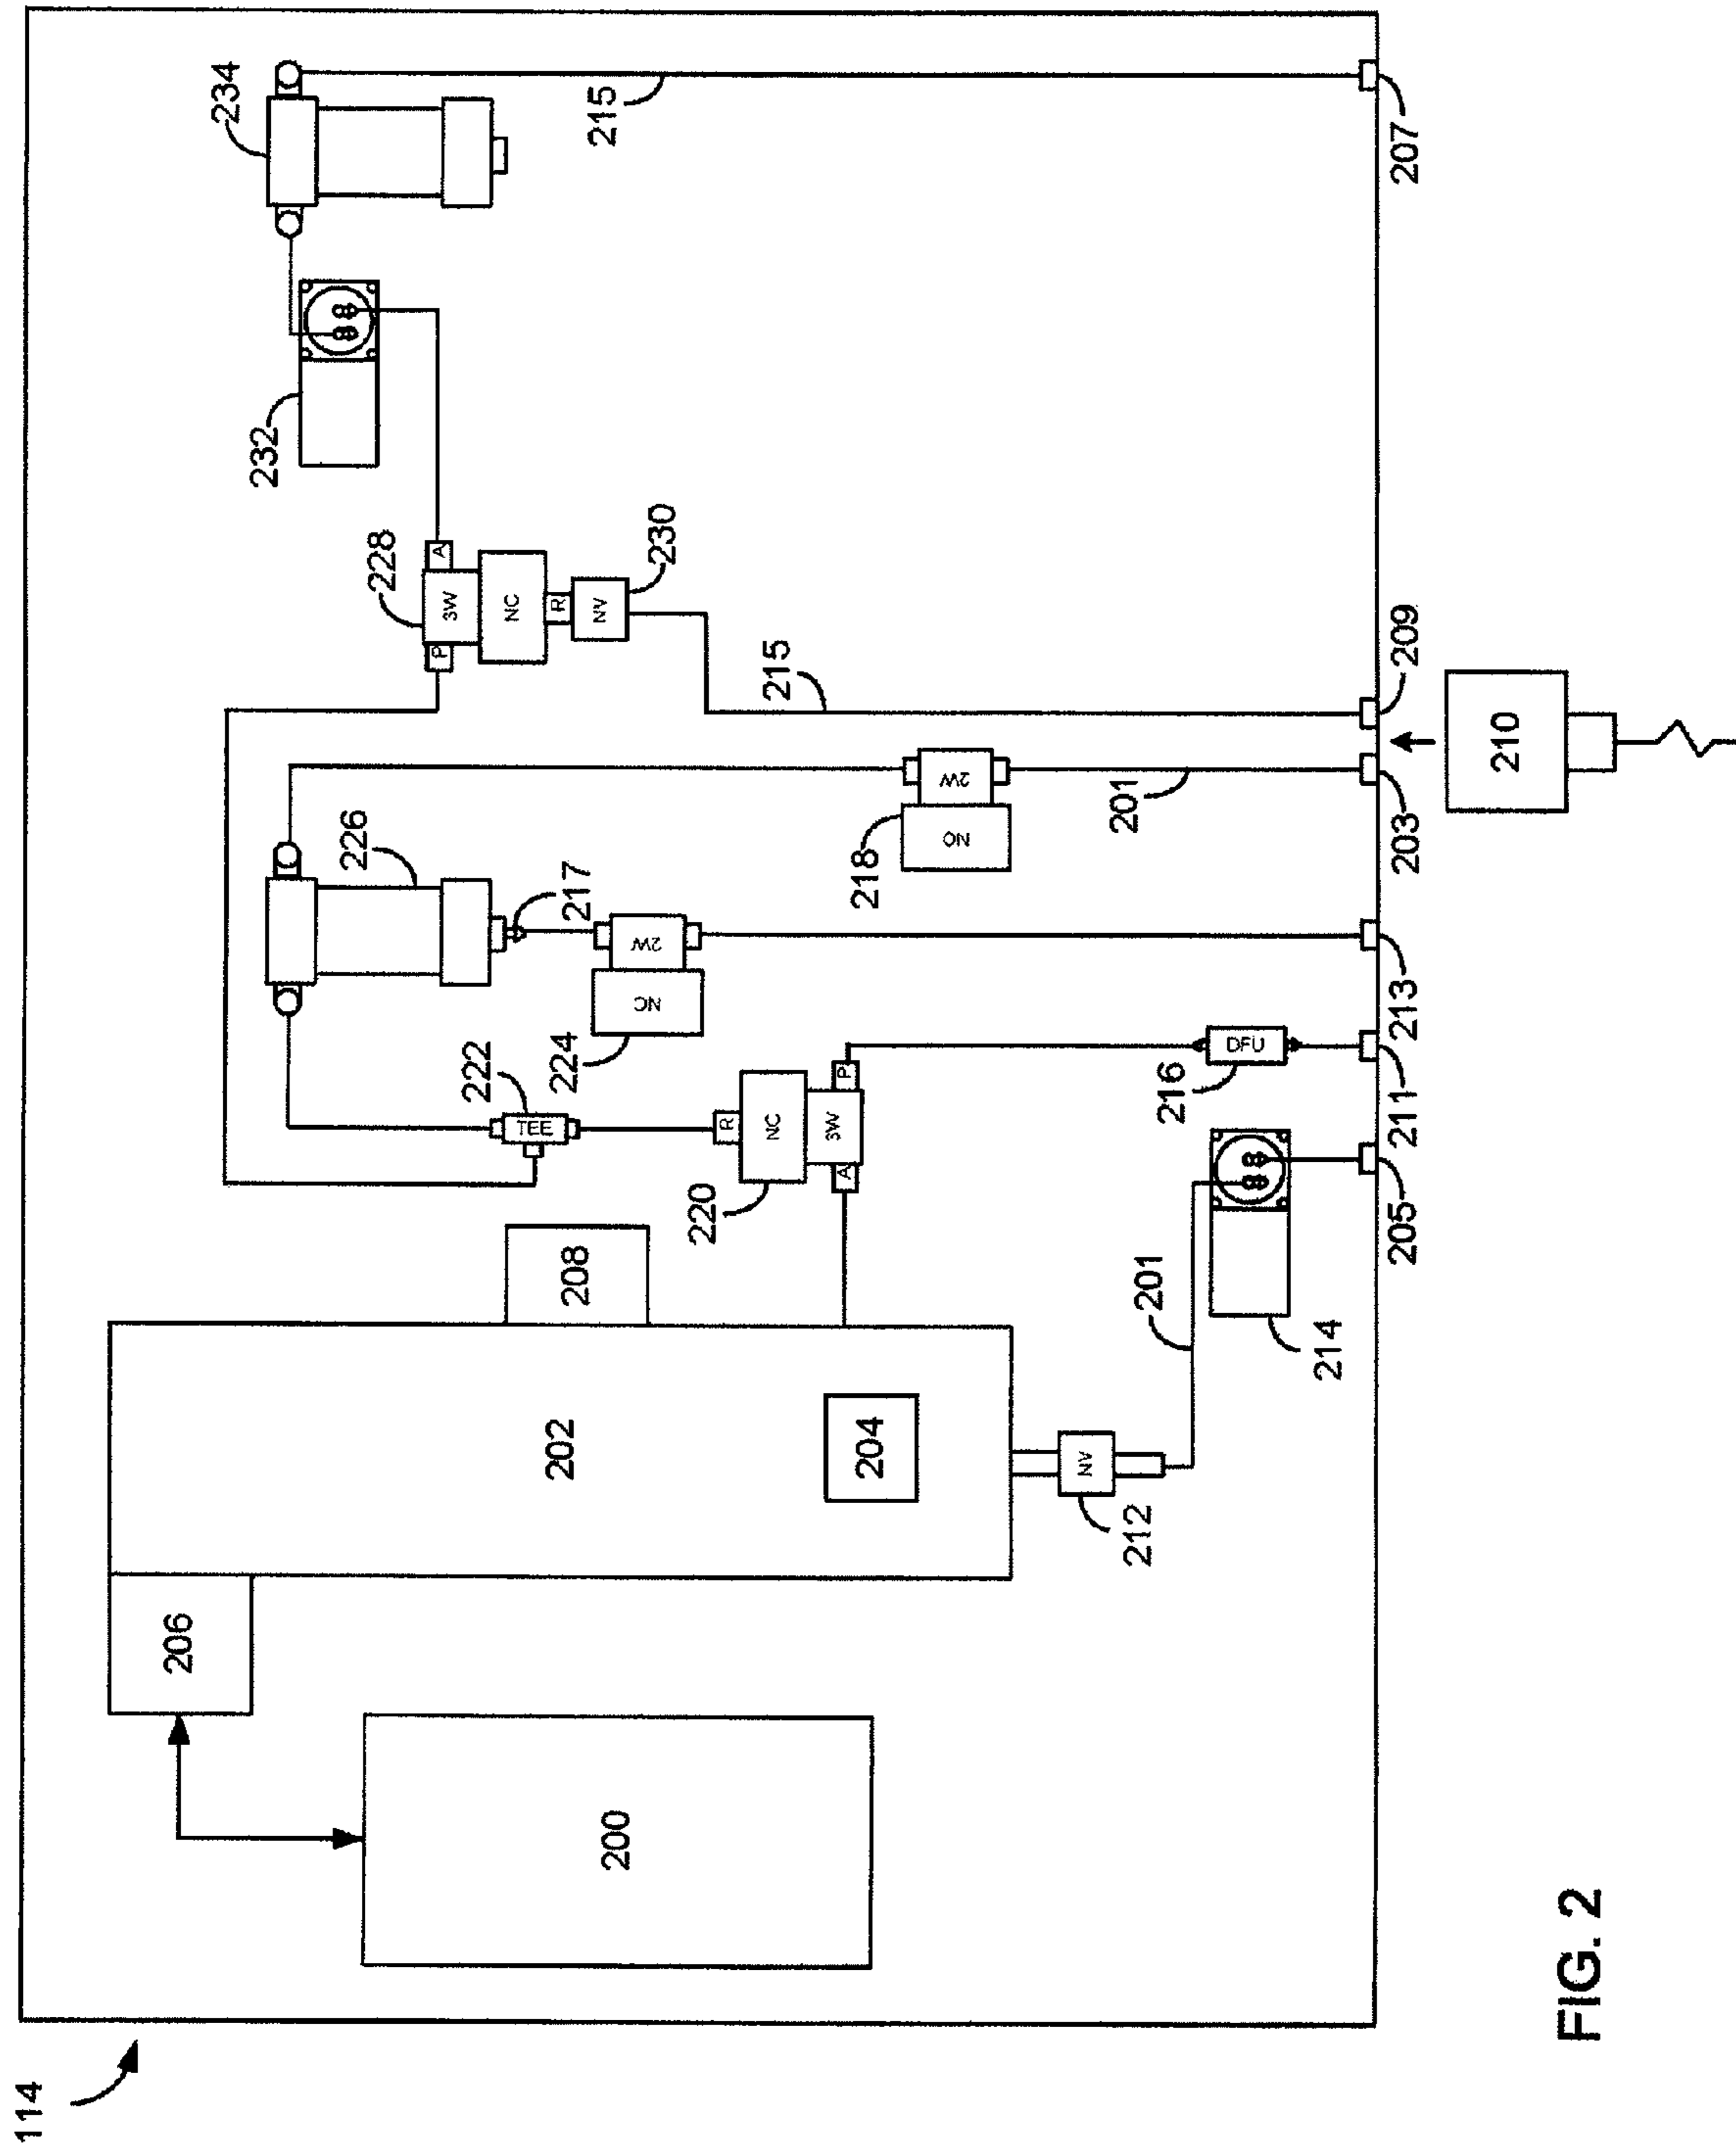 114
206
234
232
226
228
P
3W
A
222
NC
TEE
R
202
208
224
217
215
NV
200
NC
2W
230
220
R
NC
215
3W
A
P
204
218
NO
2W
NV
201
212
201
216
DFU
214
205
211
213
203
209
207
210
FIG. 2